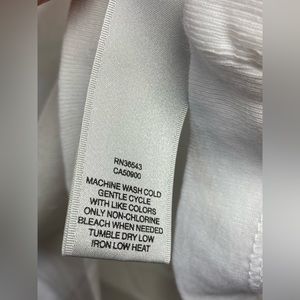 RN36543
CA50900
MACHINE WASH COLD
GENTLE CYCLE
WITH LIKE COLORS
ONLY NON-CHLORINE
BLEACH WHEN NEEDED
TUMBLE DRY LOW
IRON LOW HEAT